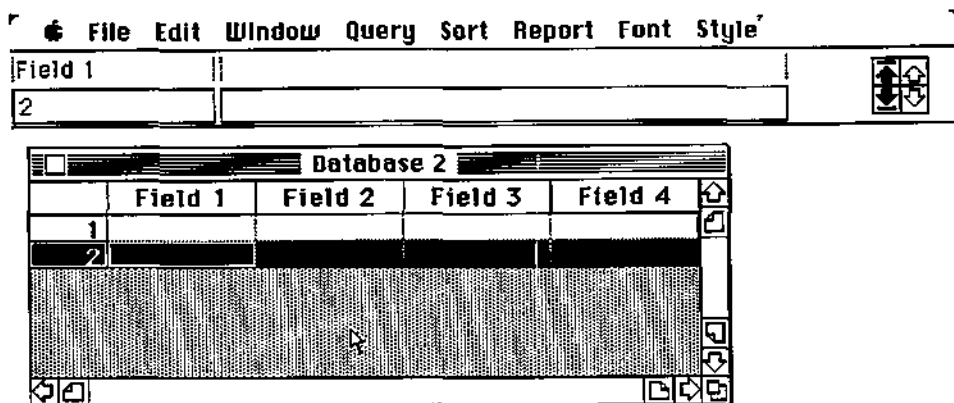 File Edit Window Query Sort Report Font Style
Field 1
2
Database 2
Field 1 Field 2 Field 3 Field 4
1
2